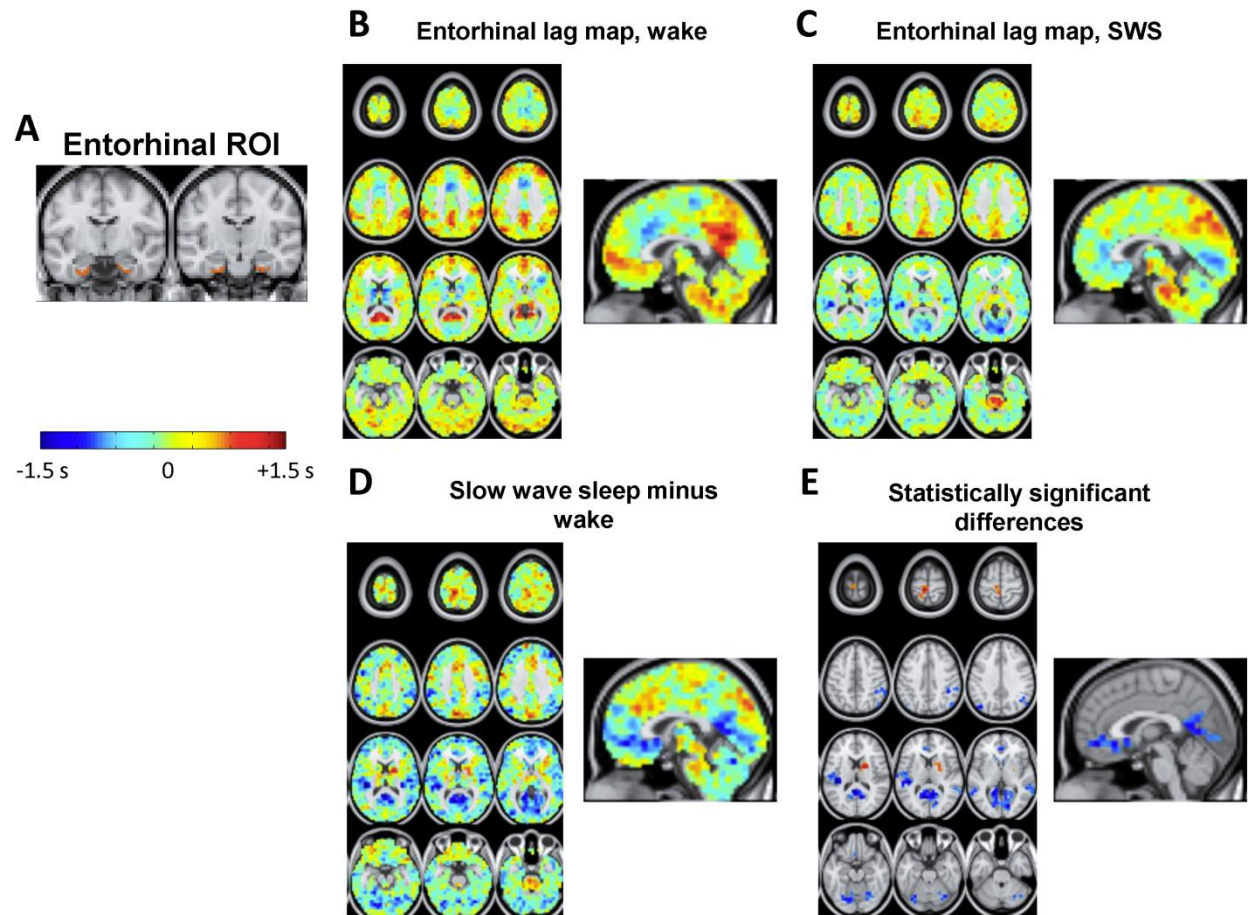 A
Entorhinal ROI
-1.5 s 0 +1.5 s
B
Entorhinal lag map, wake
C
Entorhinal lag map, SWS
D
Slow wave sleep minus
wake
E
Statistically significant
differences